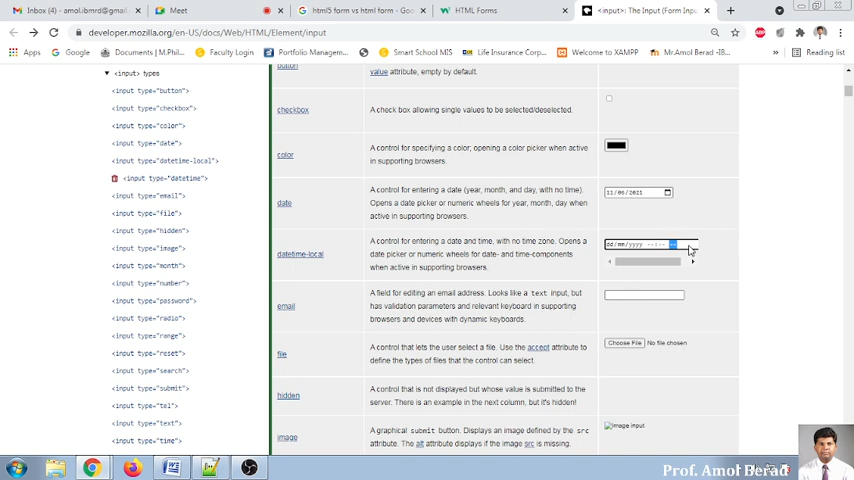 Inbox (4) - amol.ibmrd@gmail.
Meet
html5 form vs html form - Goo
HTML Forms
<input>: The Input (Form Inpu
developer.mozilla.org/en-US/docs/Web/HTML/Element/input
Apps
Google
Documents (M.Phil...
Faculty Login
Portfolio Managem...
Smart School MIS
Life Insurance Corp...
Welcome to XAMPP
Mr.Amol Berad -...
»
Reading list
<input> types
<input type="button">
<input type="checkbox">
<input type="color">
<input type="date">
<input type="datetime-local">
<input type="datetime">
<input type="email">
<input type="file">
<input type="hidden">
<input type="image">
<input type="month">
<input type="number">
<input type="password">
<input type="radio">
<input type="range">
<input type="reset">
<input type="search">
<input type="submit">
<input type="tel">
<input type="text">
<input type="time">
button
value attribute, empty by default.
checkbox
A check box allowing single values to be selected/deselected.
color
A control for specifying a color; opening a color picker when active
in supporting browsers.
date
A control for entering a date (year, month, and day, with no time).
Opens a date picker or numeric wheels for year, month, day when
active in supporting browsers.
11/06/2021
datetime-local
A control for entering a date and time, with no time zone. Opens a
date picker or numeric wheels for date- and time-components
when active in supporting browsers.
dd/mm/yyyy --:-- --
email
A field for editing an email address. Looks like a text input, but
has validation parameters and relevant keyboard in supporting
browsers and devices with dynamic keyboards.
file
A control that lets the user select a file. Use the accept attribute to
define the types of files that the control can select.
Choose File No file chosen
hidden
A control that is not displayed but whose value is submitted to the
server. There is an example in the next column, but it's hidden!
image
A graphical submit button. Displays an image defined by the src
attribute. The alt attribute displays if the image src is missing.
image input
Prof. Amol Berad